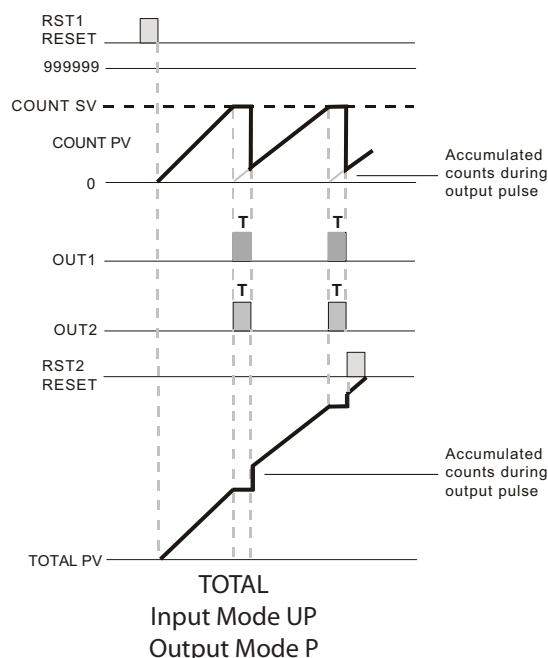 RST1
RESET
999999
COUNT SV
COUNT PV
0
Accumulated
counts during
output pulse
T
T
OUT1
T
T
OUT2
RST2
RESET
Accumulated
counts during
output pulse
TOTAL PV
TOTAL
Input Mode UP
Output Mode P